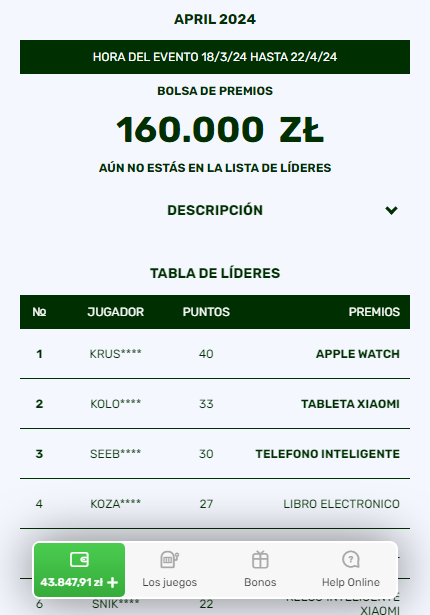 ABRIL 2024
HORA DEL EVENTO 18/3/24 HASTA 22/4/24
BOLSA DE PREMIOS
160.000 ZŁ
AÚN NO ESTÁS EN LA LISTA DE LÍDERES
DESCRIPCIÓN
TABLA DE LÍDERES
№ JUGADOR PUNTOS PREMIOS
1 KRUS**** 40 APPLE WATCH
2 KOLO**** 33 TABLETA XIAOMI
3 SEEB**** 30 TELEFONO INTELIGENTE
4 KOZA**** 27 LIBRO ELECTRONICO
43.847,91 zł + Los juegos Bonos Help Online
6 SNIK**** 22 RELOJ INTELIGENTE
XIAOMI